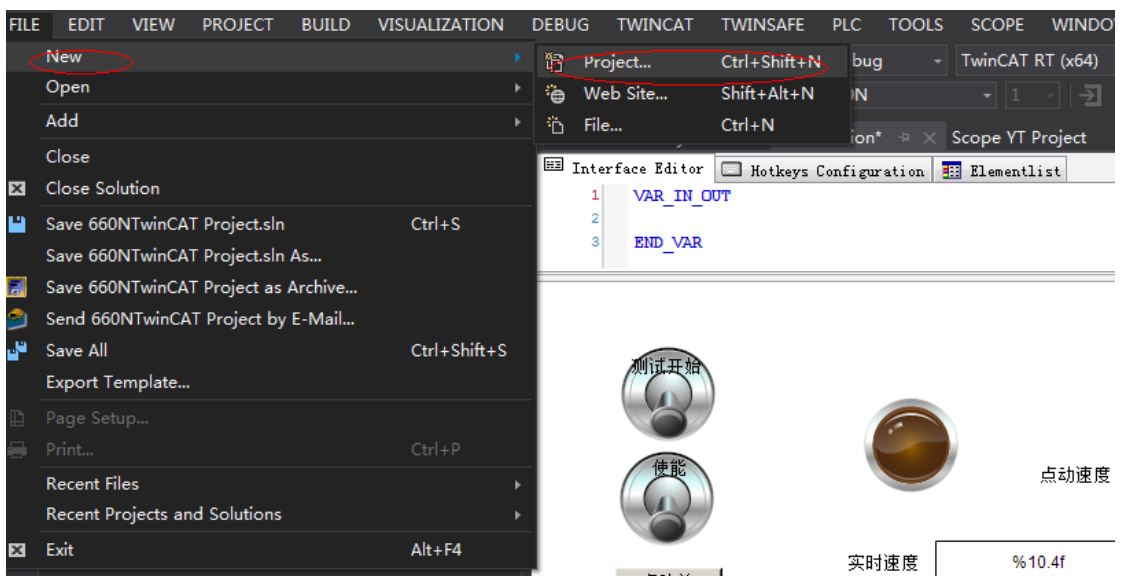 FILE EDIT VIEW PROJECT BUILD VISUALIZATION DEBUG TWINCAT TWINSAFE PLC TOOLS SCOPE
New
Open
Add
Close
Close Solution
Save 660NTwinCAT Project.sln Ctrl+S
Save 660NTwinCAT Project.sln As...
Save 660NTwinCAT Project as Archive...
Send 660NTwinCAT Project by E-Mail...
Save All Ctrl+Shift+S
Export Template...
Page Setup...
Print... Ctrl+P
Recent Files
Recent Projects and Solutions
Exit Alt+F4
Project... Ctrl+Shift+N
Web Site... Shift+Alt+N
File... Ctrl+N
TwinCAT RT (x64)
1
Scope YT Project
Interface Editor Hotkeys Configuration Elementlist
1 VAR_IN_OUT
2
3 END_VAR
测试开始
使能
点动速度
实时速度 %10.4f